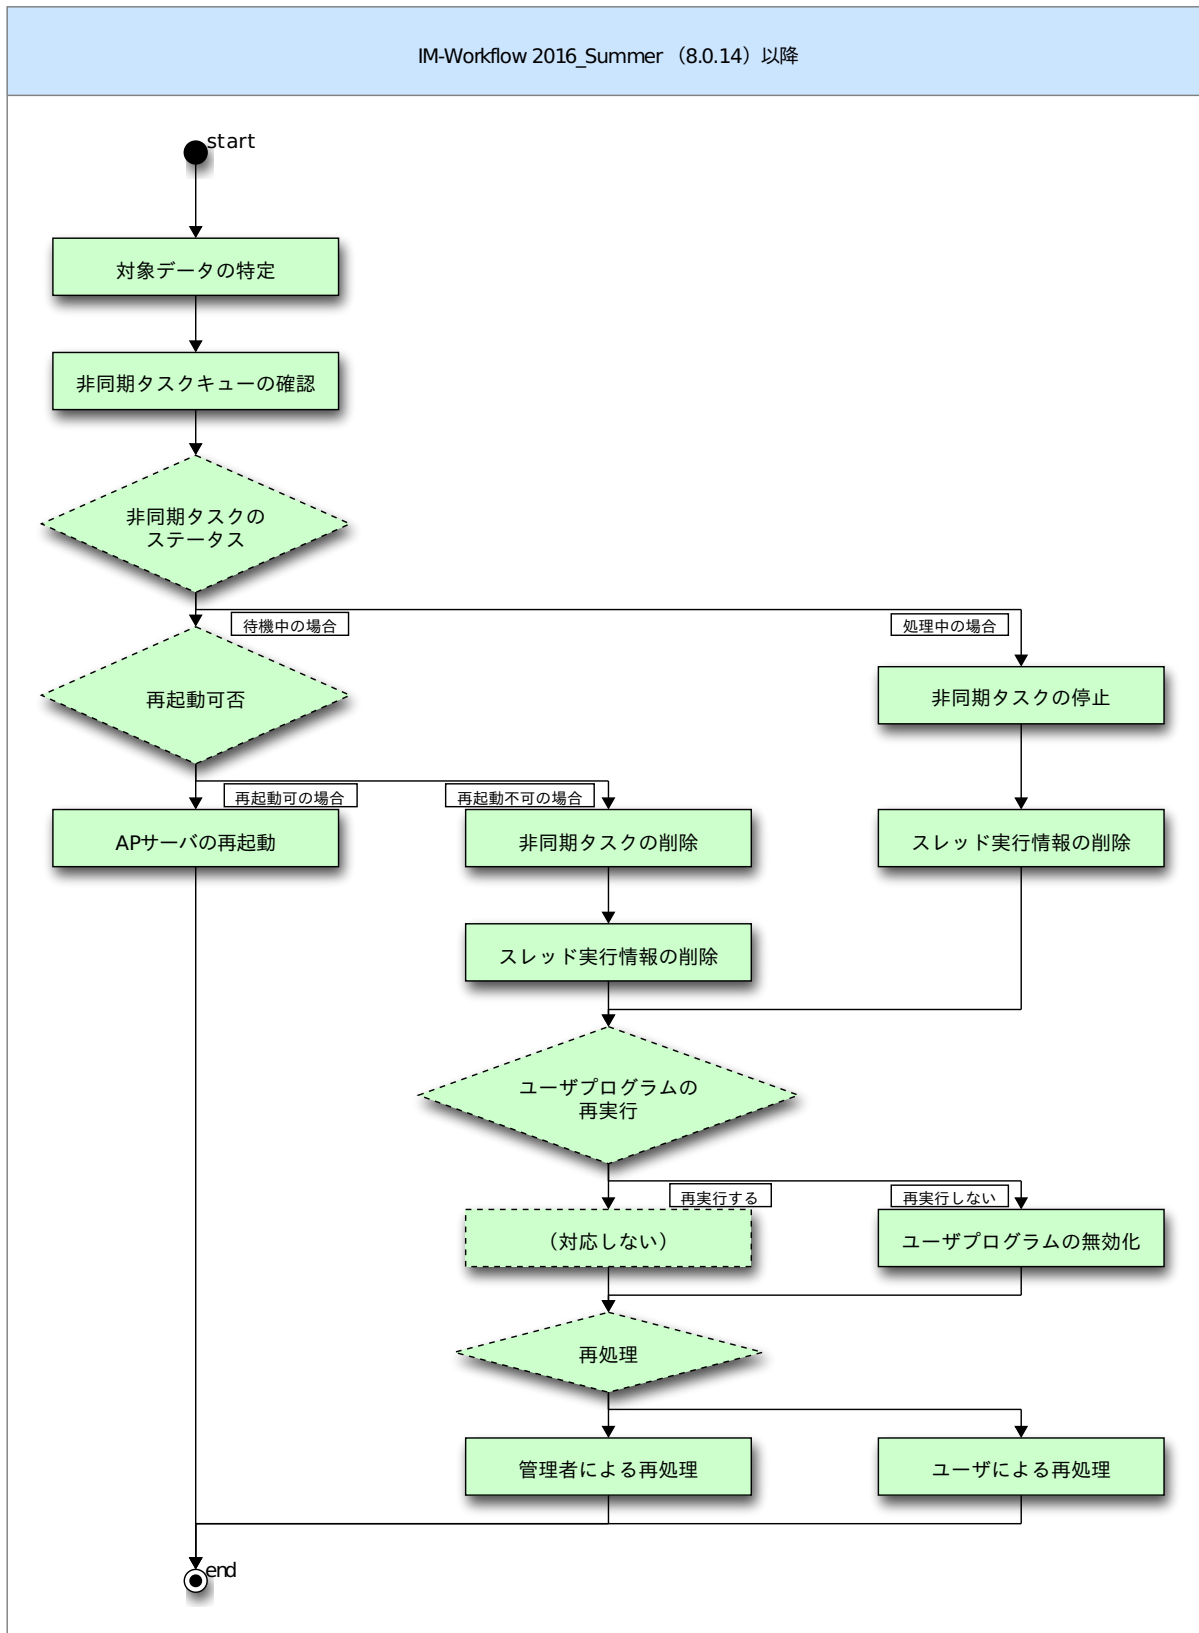 IM-Workflow 2016_Summer （8.0.14）以降
start
対象データの特定
非同期タスクキューの確認
非同期タスクの
ステータス
待機中の場合
処理中の場合
再起動可否
非同期タスクの停止
再起動可の場合
再起動不可の場合
APサーバの再起動
非同期タスクの削除
スレッド実行情報の削除
スレッド実行情報の削除
ユーザプログラムの
再実行
再実行する
再実行しない
（対応しない）
ユーザプログラムの無効化
再処理
管理者による再処理
ユーザによる再処理
end